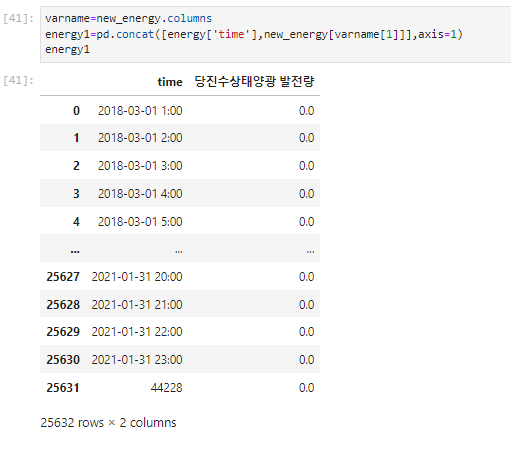 [41]: varname=new_energy.columns
energy1=pd.concat([energy['time'],new_energy[varname[1]]],axis=1)
energy1
[41]: time 당진수상태양광 발전량
0 2018-03-01 1:00 0.0
1 2018-03-01 2:00 0.0
2 2018-03-01 3:00 0.0
3 2018-03-01 4:00 0.0
4 2018-03-01 5:00 0.0
... ... ...
25627 2021-01-31 20:00 0.0
25628 2021-01-31 21:00 0.0
25629 2021-01-31 22:00 0.0
25630 2021-01-31 23:00 0.0
25631 44228 0.0
25632 rows × 2 columns